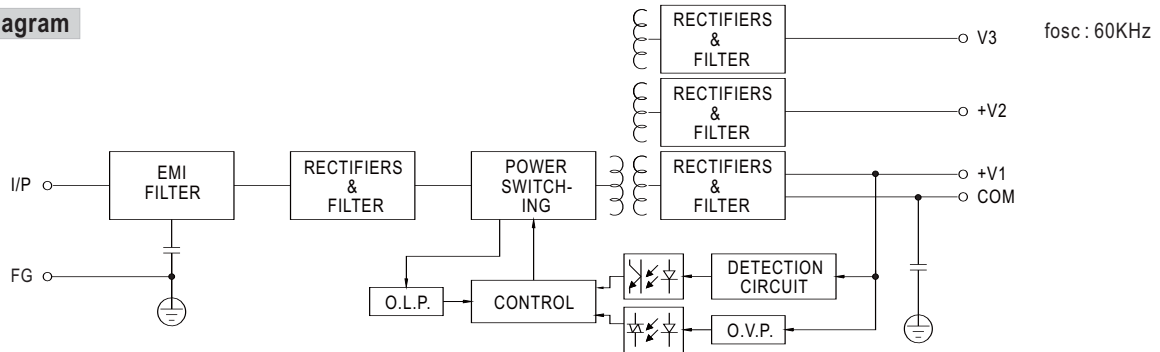 agram
RECTIFIERS
&
FILTER
V3
fosc : 60KHz
RECTIFIERS
&
FILTER
+V2
I/P
EMI
FILTER
RECTIFIERS
&
FILTER
POWER
SWITCH-
ING
RECTIFIERS
&
FILTER
+V1
COM
FG
O.L.P.
CONTROL
DETECTION
CIRCUIT
O.V.P.